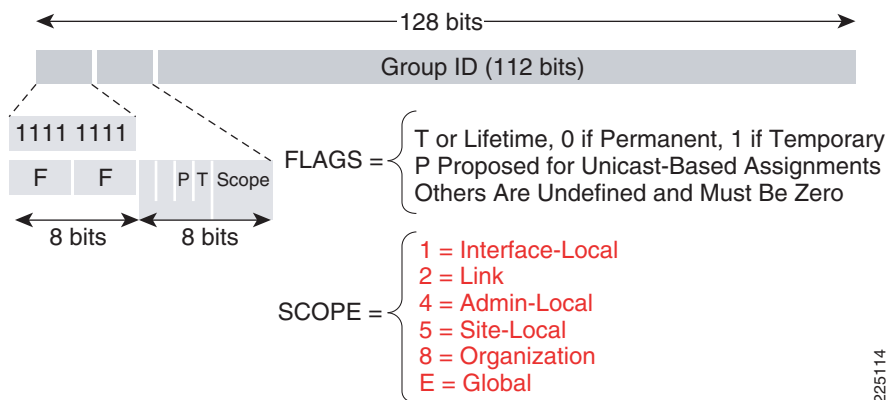 128 bits
Group ID (112 bits)
1111 1111
F F P T Scope
8 bits 8 bits
FLAGS =
T or Lifetime, 0 if Permanent, 1 if Temporary
P Proposed for Unicast-Based Assignments
Others Are Undefined and Must Be Zero
SCOPE =
1 = Interface-Local
2 = Link
4 = Admin-Local
5 = Site-Local
8 = Organization
E = Global
225114